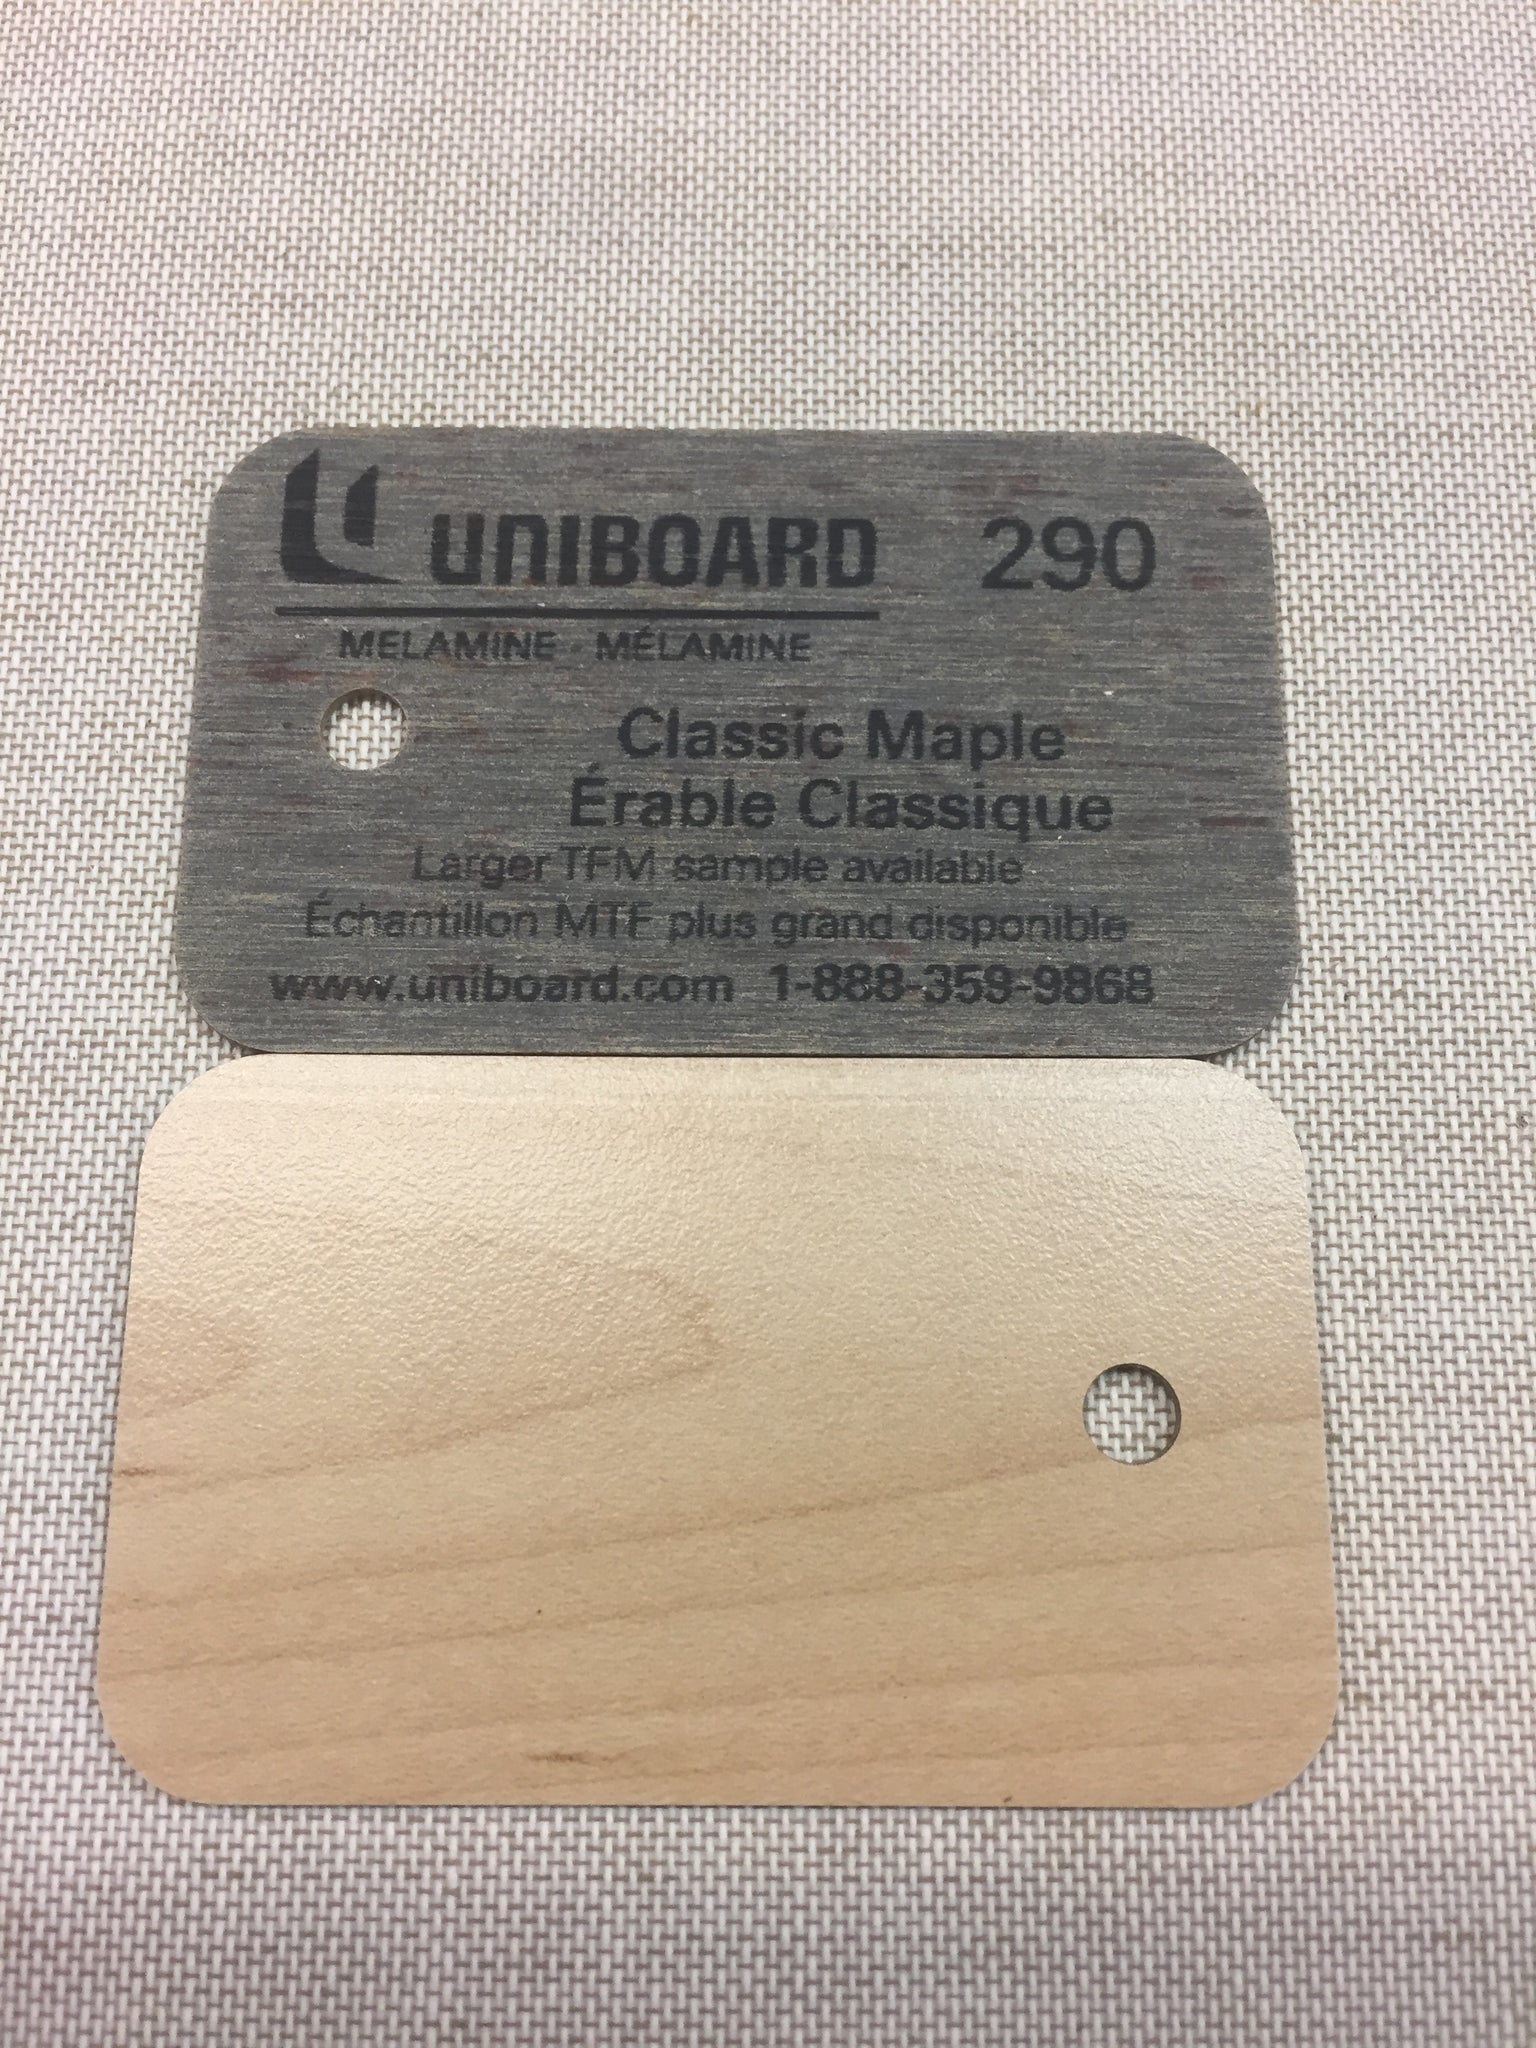 UNIBOARD 290
MELAMINE - MÉLAMINE
Classic Maple
Érable Classique
Larger TFM sample available
Échantillon MTF plus grand disponible
www.uniboard.com 1-888-359-9868